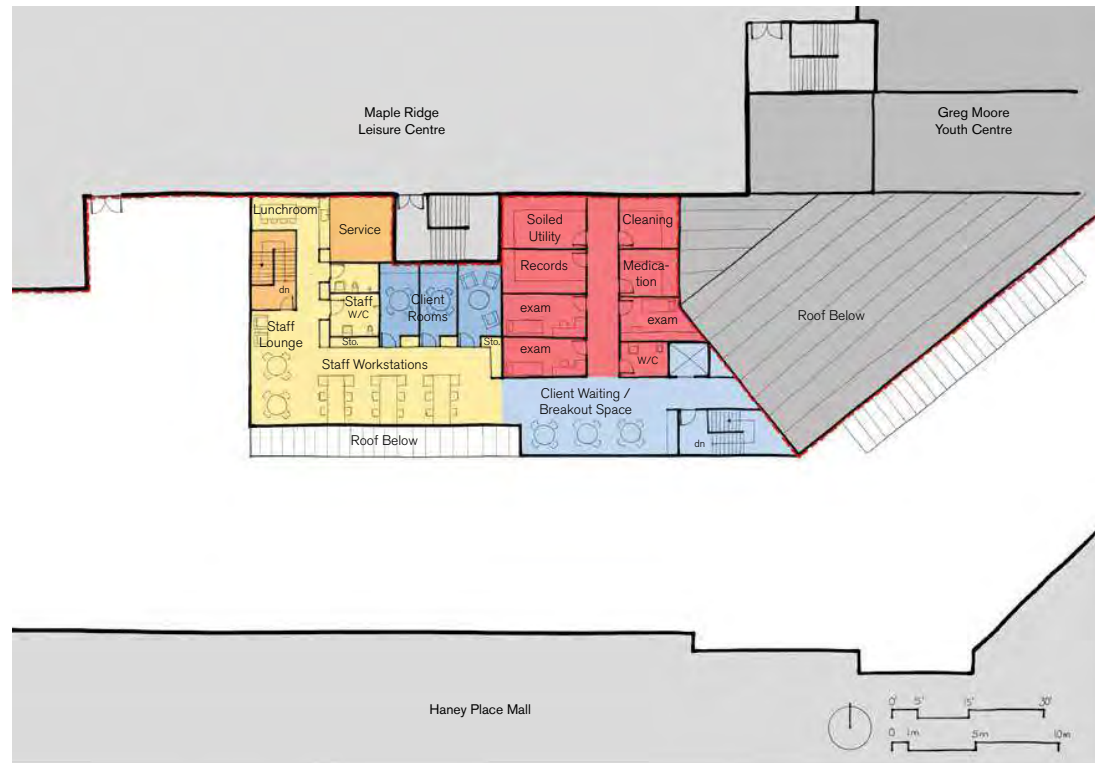 Maple Ridge
Leisure Centre
Greg Moore
Youth Centre
Lunchroom
Service
Soiled
Utility
Cleaning
Records
Medica-
tion
dn
Staff
W/C
Client
Rooms
exam
exam
Roof Below
Staff
Lounge
Sto.
Sto.
exam
W/C
Staff Workstations
Client Waiting /
Breakout Space
Roof Below
dn
Haney Place Mall
0' 5' 15' 30'
0 1m 5m 10m